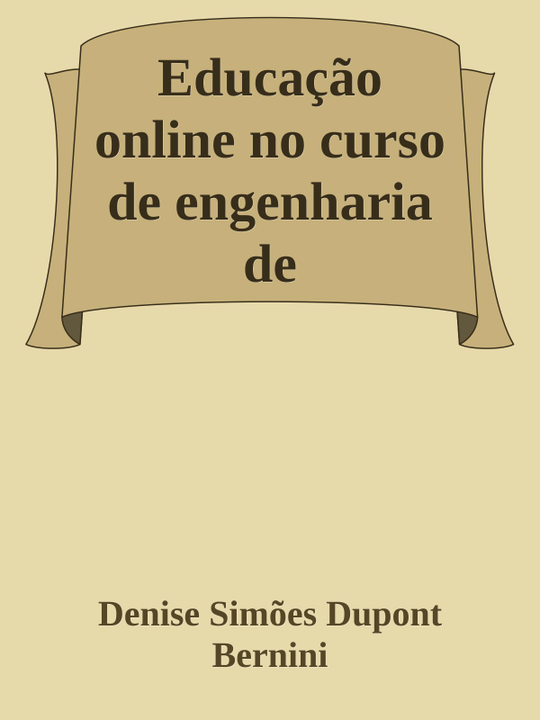 Educação
online no curso
de engenharia
de
Denise Simões Dupont
Bernini